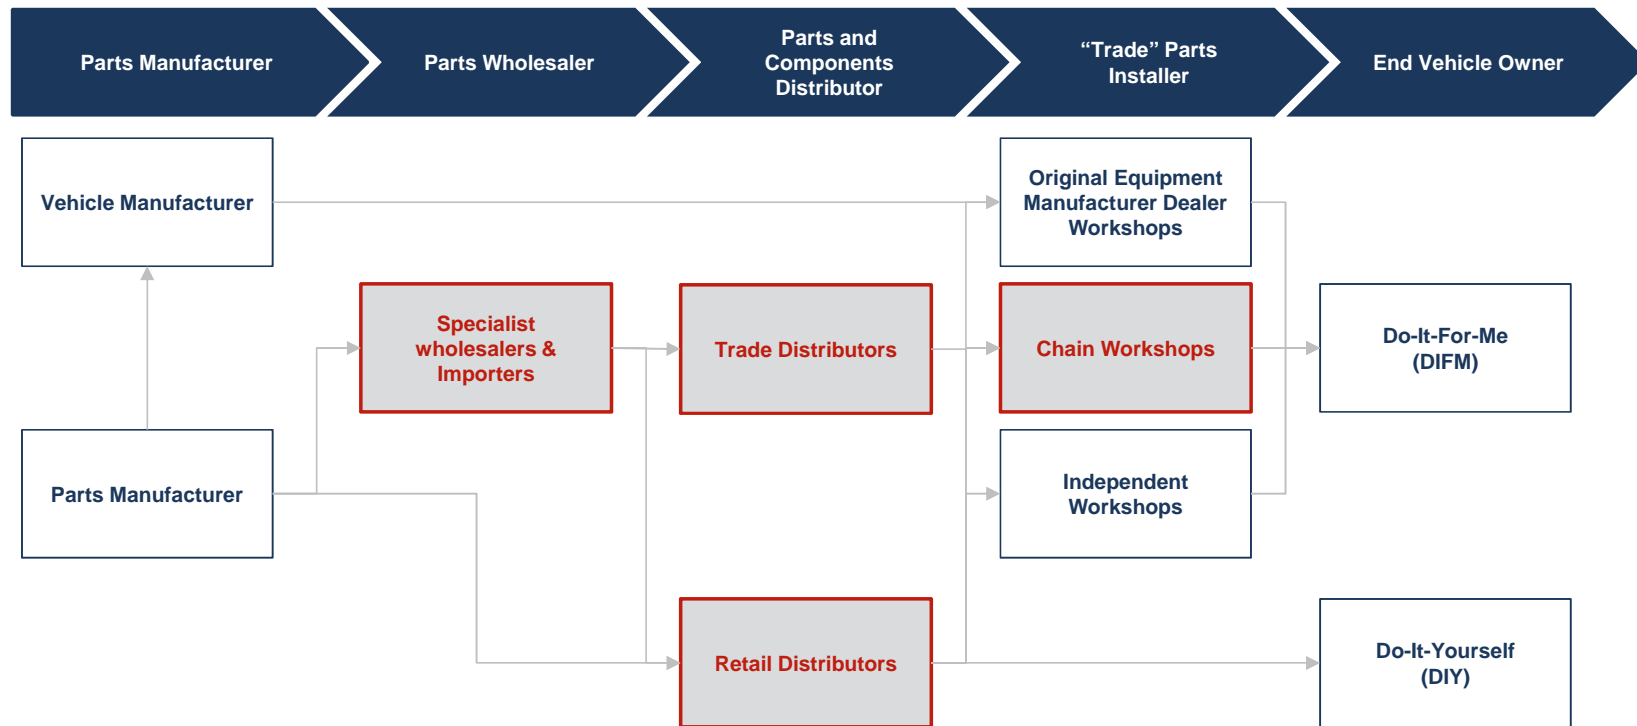 Parts Manufacturer
Parts Wholesaler
Parts and
Components
Distributor
“Trade” Parts
Installer
End Vehicle Owner
Vehicle Manufacturer
Original Equipment
Manufacturer Dealer
Workshops
Specialist
wholesalers &
Importers
Trade Distributors
Chain Workshops
Do-It-For-Me
(DIFM)
Parts Manufacturer
Independent
Workshops
Retail Distributors
Do-It-Yourself
(DIY)